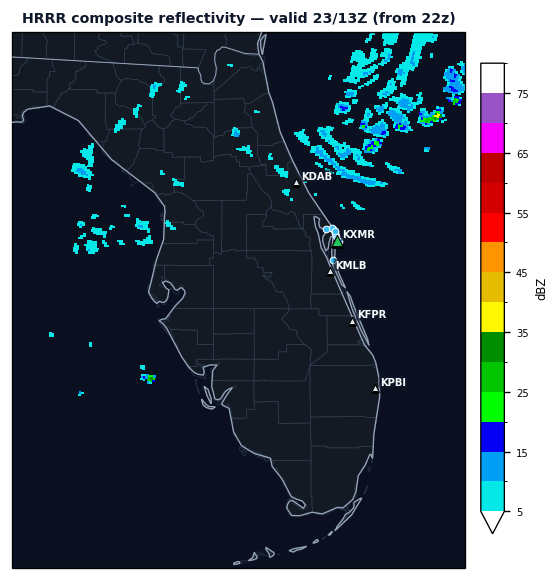 HRRR composite reflectivity — valid 23/13Z (from 22z)
KDAB
KXMR
KMLB
KFPR
KPBI
75
65
55
45
35
25
15
5
dBZ